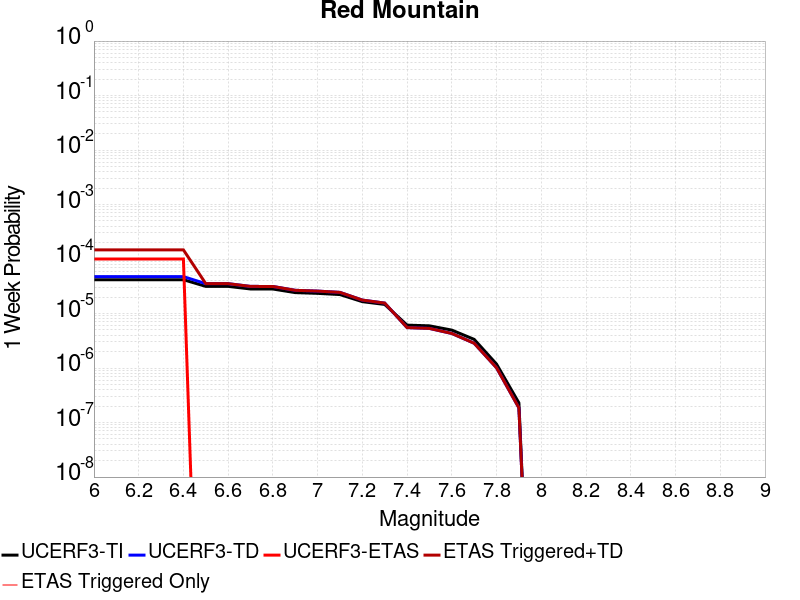 Red Mountain
10^0
10^-1
10^-2
10^-3
10^-4
10^-5
10^-6
10^-7
10^-8
1 Week Probability
6 6.2 6.4 6.6 6.8 7 7.2 7.4 7.6 7.8 8 8.2 8.4 8.6 8.8 9
Magnitude
UCERF3-TI UCERF3-TD UCERF3-ETAS ETAS Triggered+TD
ETAS Triggered Only